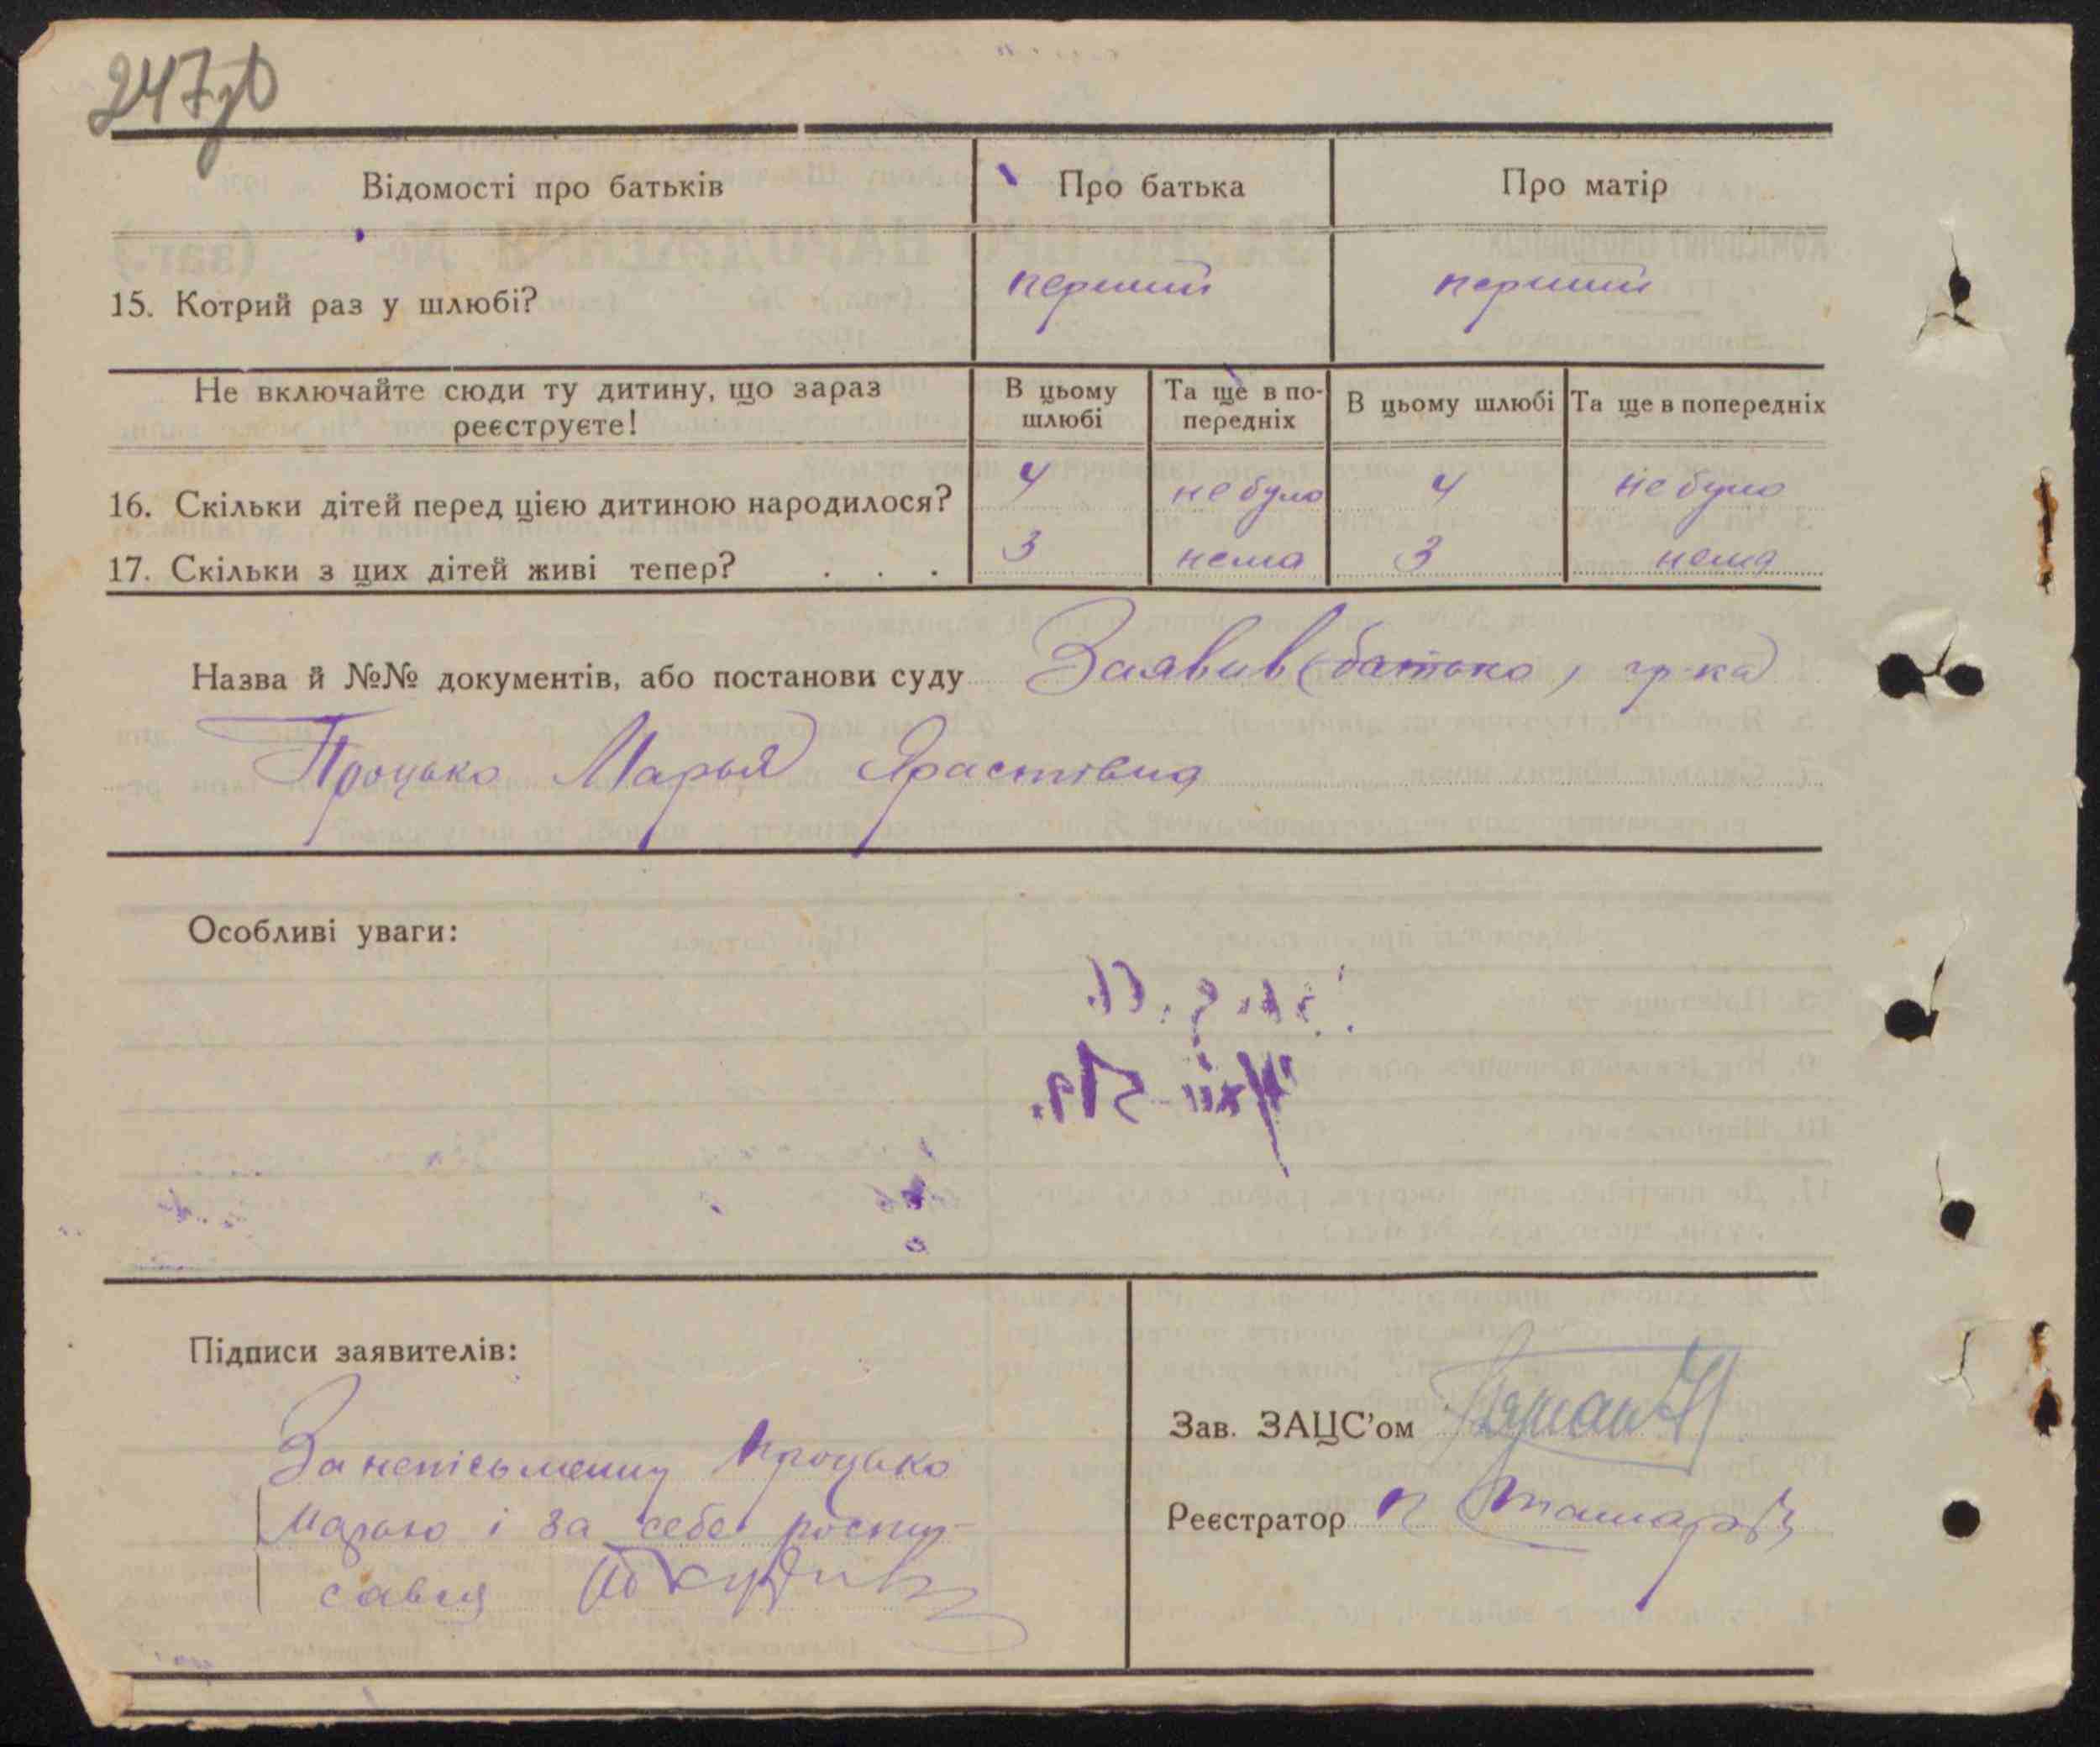 247зв
Відомості про батьків Про батька Про матір
15. Котрий раз у шлюбі? перший перший
Не включайте сюди ту дитину, що зараз реєструєте! В цьому шлюбі Та ще в попередніх В цьому шлюбі Та ще в попередніх
16. Скільки дітей перед цією дитиною народилося? 4 не було 4 не було
17. Скільки з цих дітей живі тепер? . . . 3 нема 3 нема
Назва й №№ документів, або постанови суду Заявив (батько, гр-ка)
Процько Марья
Особливі уваги:
Підписи заявителів:
За неписьменну Процько
Марью і за себе роспи-
сався
Зав. ЗАЦС'ом
Реєстратор